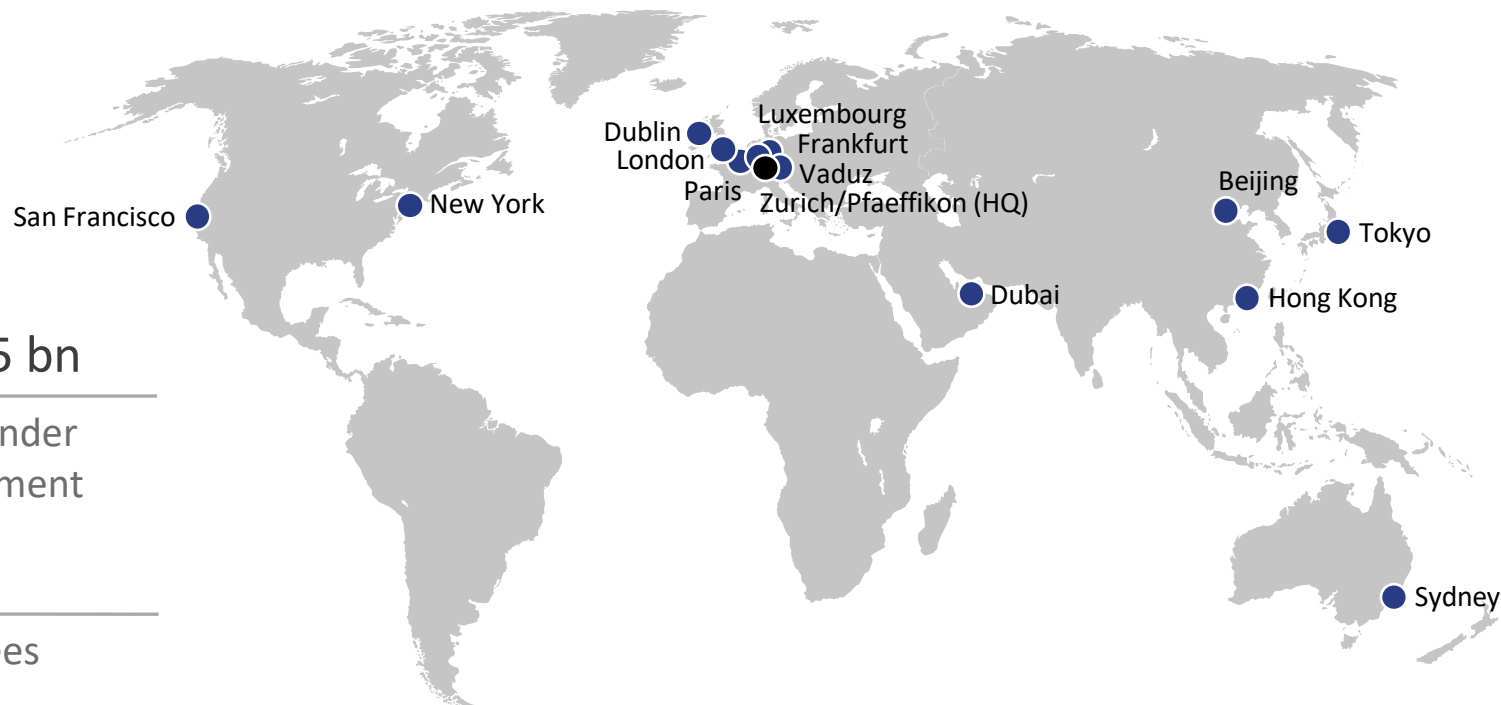 Luxembourg
Dublin
Frankfurt
London
Vaduz
Paris
Zurich/Pfaeffikon (HQ)
San Francisco
New York
Beijing
Tokyo
Dubai
Hong Kong
5 bn
nder
ment
Sydney
es